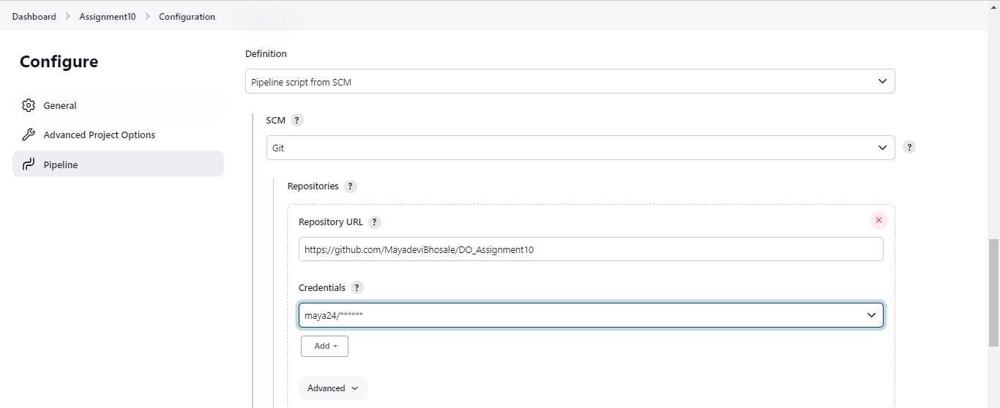 Dashboard > Assignment10 > Configuration
Configure
General
Advanced Project Options
Pipeline
Definition
Pipeline script from SCM
SCM ?
Git
?
Repositories ?
Repository URL ?
https://github.com/MayadeviBhosale/DO_Assignment10
Credentials ?
maya24/******
Add
Advanced